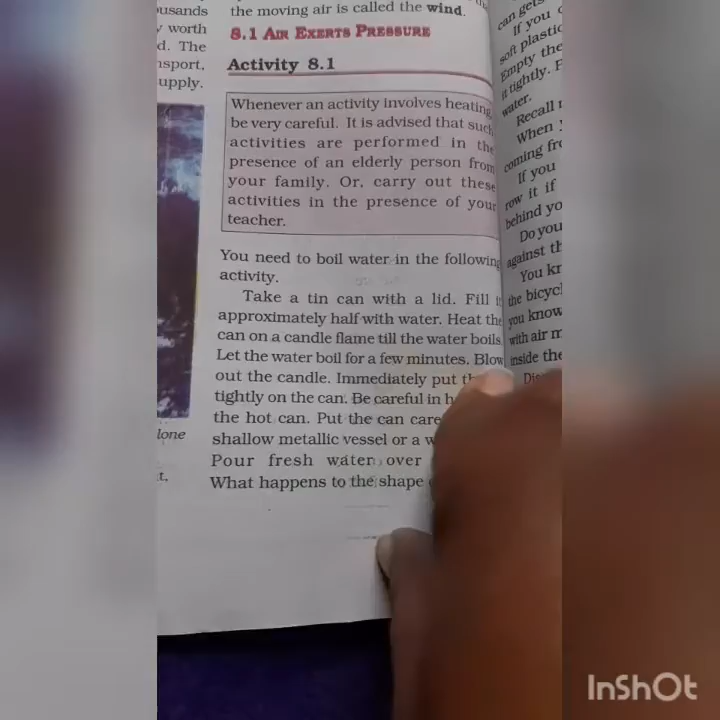 usands
worth
d. The
nsport,
upply.
lone
t,
the moving air is called the wind.
8.1 AIR EXERTS PRESSURE
Activity 8.1
Whenever an activity involves heating,
be very careful. It is advised that such
activities are performed in the
presence of an elderly person from
your family. Or, carry out these
activities in the presence of your
teacher.
You need to boil water in the following
activity.
Take a tin can with a lid. Fill it
approximately half with water. Heat the
can on a candle flame till the water boils.
Let the water boil for a few minutes. Blow
out the candle. Immediately put
tightly on the can. Be careful in
the hot can. Put the can
shallow metallic vessel or a
Pour fresh water over
What happens to the shape
can gets
If you
soft plastic
Empty the
it tightly.
water.
Recall
When
coming
If you
row it if
behind
Do you
against
You
the
you know
with air
inside the
InShOt